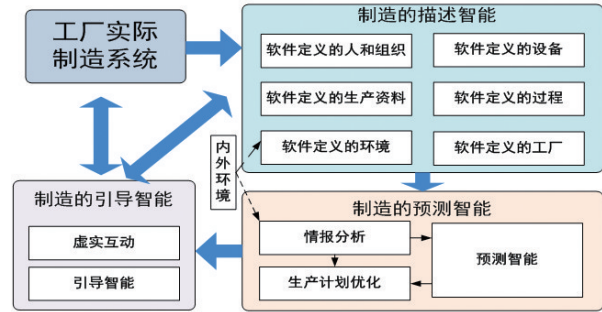 工厂实际
制造系统
制造的描述智能
软件定义的人和组织
软件定义的设备
软件定义的生产资料
软件定义的过程
软件定义的环境
软件定义的工厂
内外环境
制造的引导智能
虚实互动
引导智能
制造的预测智能
情报分析
预测智能
生产计划优化